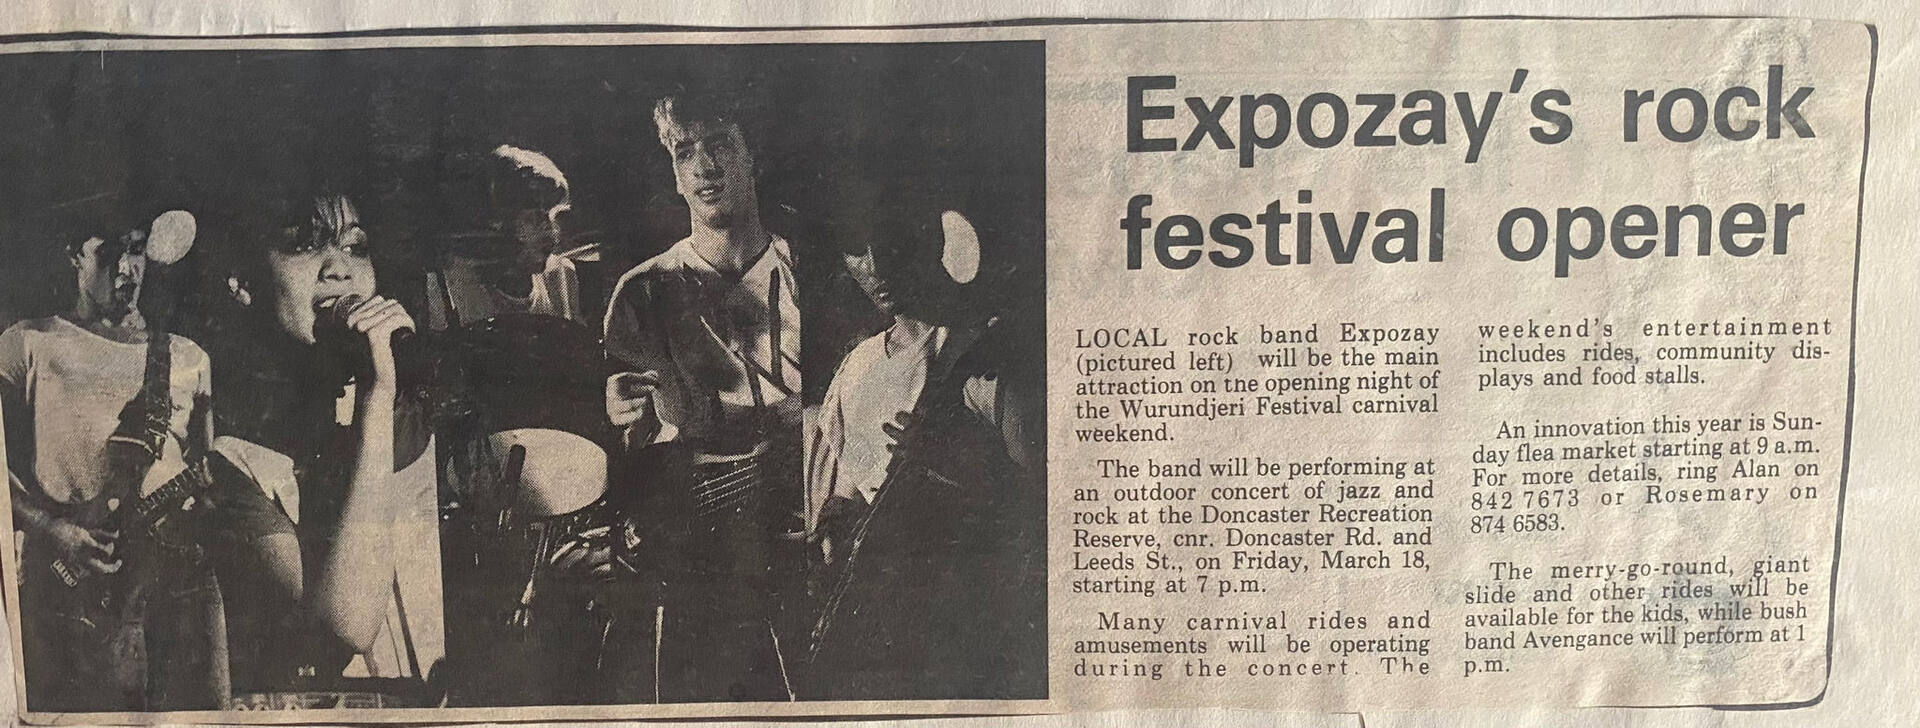 Expozay's rock
festival opener
LOCAL rock band Expozay
(pictured left) will be the main
attraction on the opening night of
the Wurundjeri Festival carnival
weekend.
The band will be performing at
an outdoor concert of jazz and
rock at the Doncaster Recreation
Reserve, cnr. Doncaster Rd. and
Leeds St., on Friday, March 18,
starting at 7 p.m.
Many carnival rides and
amusements will be operating
during the concert. The
weekend's entertainment
includes rides, community dis-
plays and food stalls.
An innovation this year is Sun-
day flea market starting at 9 a.m.
For more details, ring Alan on
842 7673 or Rosemary on
874 6583.
The merry-go-round, giant
slide and other rides will be
available for the kids, while bush
band Avengance will perform at 1
p.m.